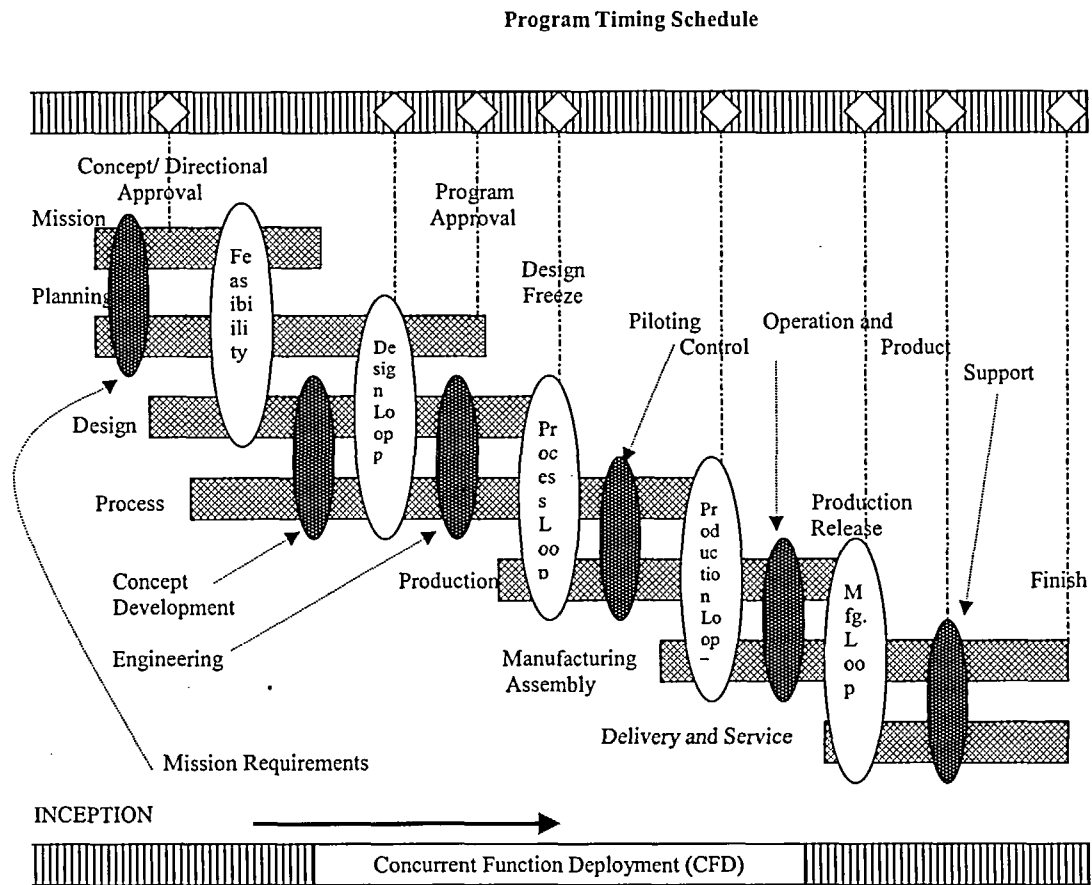 Program Timing Schedule
Concept/ Directional
Approval
Program
Approval
Mission
Fe
as
ibi
ili
ty
Design
Freeze
Planning
Piloting
Control
Operation and
Product
Support
De
sig
n
Lo
op
p
Design
Pr
oc
es
s
L
oo
p
Process
Pr
od
uc
tio
n
Lo
op
Production
Release
Concept
Development
Production
Finish
M
fg.
L
oo
p
Engineering
Manufacturing
Assembly
Delivery and Service
Mission Requirements
INCEPTION
Concurrent Function Deployment (CFD)